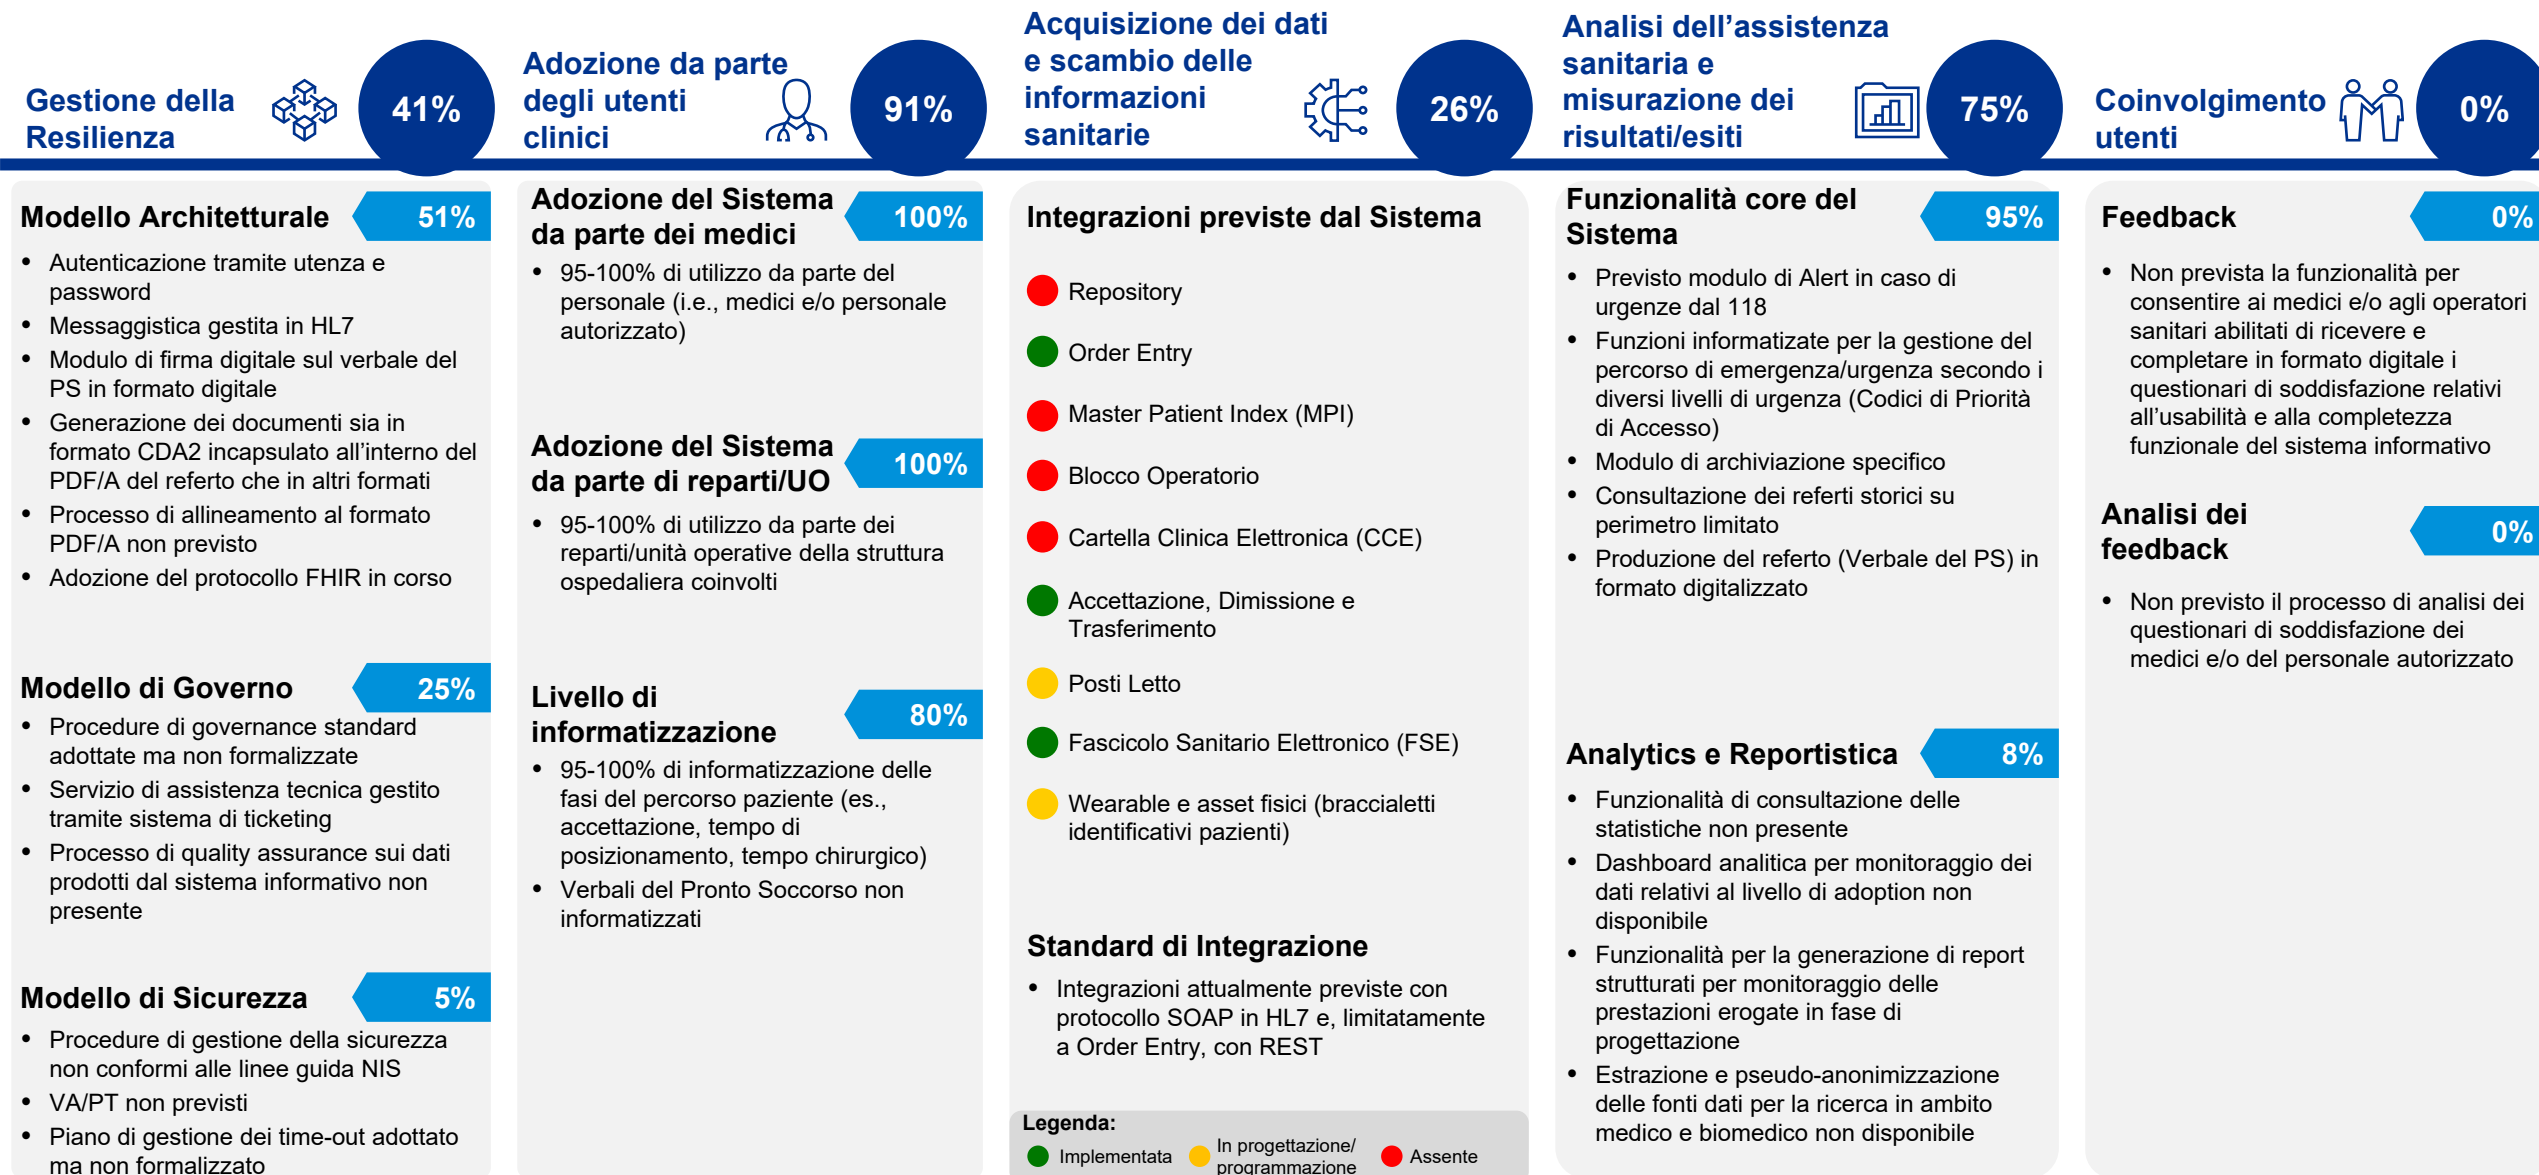 Gestione della
Resilienza
41%
Adozione da parte
degli utenti
clinici
91%
Acquisizione dei dati
e scambio delle
informazioni
sanitarie
26%
Analisi dell’assistenza
sanitaria e
misurazione dei
risultati/esiti
75%
Coinvolgimento
utenti
0%
Modello Architetturale
51%
• Autenticazione tramite utenza e
password
• Messaggistica gestita in HL7
• Modulo di firma digitale sul verbale del
PS in formato digitale
• Generazione dei documenti sia in
formato CDA2 incapsulato all’interno del
PDF/A del referto che in altri formati
• Processo di allineamento al formato
PDF/A non previsto
• Adozione del protocollo FHIR in corso
Modello di Governo
25%
• Procedure di governance standard
adottate ma non formalizzate
• Servizio di assistenza tecnica gestito
tramite sistema di ticketing
• Processo di quality assurance sui dati
prodotti dal sistema informativo non
presente
Modello di Sicurezza
5%
• Procedure di gestione della sicurezza
non conformi alle linee guida NIS
• VA/PT non previsti
• Piano di gestione dei time-out adottato
ma non formalizzato
Adozione del Sistema
da parte dei medici
100%
• 95-100% di utilizzo da parte del
personale (i.e., medici e/o personale
autorizzato)
Adozione del Sistema
da parte di reparti/UO
100%
• 95-100% di utilizzo da parte dei
reparti/unità operative della struttura
ospedaliera coinvolti
Livello di
informatizzazione
80%
• 95-100% di informatizzazione delle
fasi del percorso paziente (es.,
accettazione, tempo di
posizionamento, tempo chirurgico)
• Verbali del Pronto Soccorso non
informatizzati
Integrazioni previste dal Sistema
Repository
Order Entry
Master Patient Index (MPI)
Blocco Operatorio
Cartella Clinica Elettronica (CCE)
Accettazione, Dimissione e
Trasferimento
Posti Letto
Fascicolo Sanitario Elettronico (FSE)
Wearable e asset fisici (braccialetti
identificativi pazienti)
Standard di Integrazione
• Integrazioni attualmente previste con
protocollo SOAP in HL7 e, limitatamente
a Order Entry, con REST
Legenda:
Implementata
In progettazione/
programmazione
Assente
Funzionalità core del
Sistema
95%
• Previsto modulo di Alert in caso di
urgenze dal 118
• Funzioni informatizate per la gestione del
percorso di emergenza/urgenza secondo i
diversi livelli di urgenza (Codici di Priorità
di Accesso)
• Modulo di archiviazione specifico
• Consultazione dei referti storici su
perimetro limitato
• Produzione del referto (Verbale del PS) in
formato digitalizzato
Analytics e Reportistica
8%
• Funzionalità di consultazione delle
statistiche non presente
• Dashboard analitica per monitoraggio dei
dati relativi al livello di adoption non
disponibile
• Funzionalità per la generazione di report
strutturati per monitoraggio delle
prestazioni erogate in fase di
progettazione
• Estrazione e pseudo-anonimizzazione
delle fonti dati per la ricerca in ambito
medico e biomedico non disponibile
Feedback
0%
• Non prevista la funzionalità per
consentire ai medici e/o agli operatori
sanitari abilitati di ricevere e
completare in formato digitale i
questionari di soddisfazione relativi
all’usabilità e alla completezza
funzionale del sistema informativo
Analisi dei
feedback
0%
• Non previsto il processo di analisi dei
questionari di soddisfazione dei
medici e/o del personale autorizzato